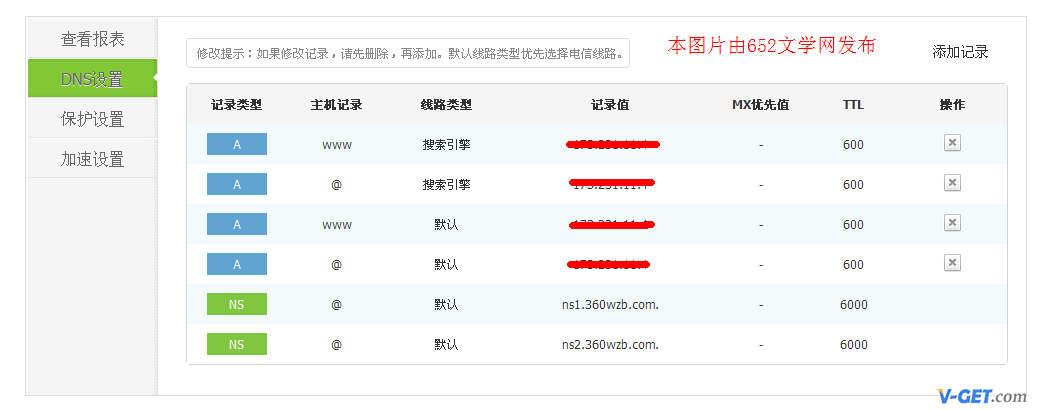 查看报表
DNS设置
保护设置
加速设置
修改提示：如果修改记录，请先删除，再添加。默认线路类型优先选择电信线路。
本图片由652文学网发布
添加记录
记录类型 主机记录 线路类型 记录值 MX优先值 TTL 操作
A www 搜索引擎 - 600
A @ 搜索引擎 - 600
A www 默认 - 600
A @ 默认 - 600
NS @ 默认 ns1.360wzb.com. - 6000
NS @ 默认 ns2.360wzb.com. - 6000
V-GET.com